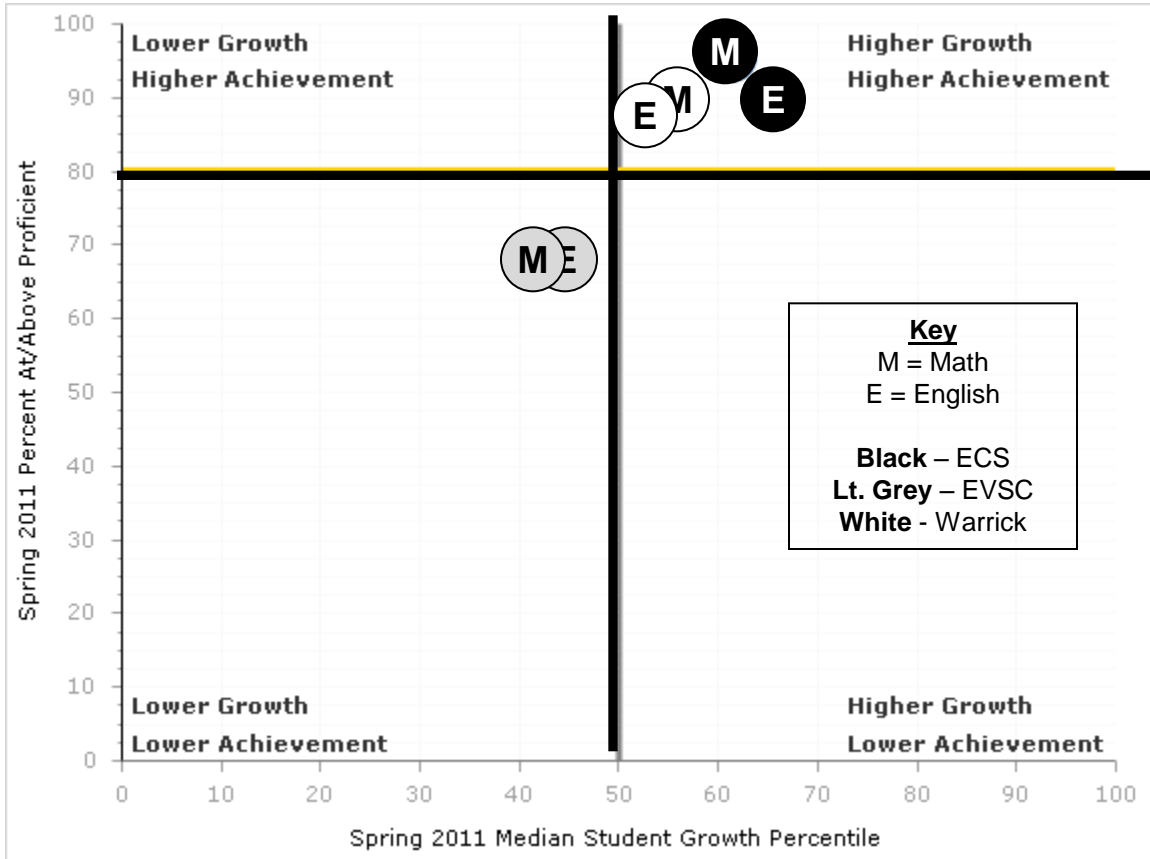 100
90
80
70
60
50
40
30
20
10
0
Spring 2011 Percent At/Above Proficient
Lower Growth
Higher Achievement
Higher Growth
Higher Achievement
M
E
M
E
M
E
Key
M = Math
E = English
Black – ECS
Lt. Grey – EVSC
White - Warrick
Lower Growth
Lower Achievement
Higher Growth
Lower Achievement
0 10 20 30 40 50 60 70 80 90 100
Spring 2011 Median Student Growth Percentile